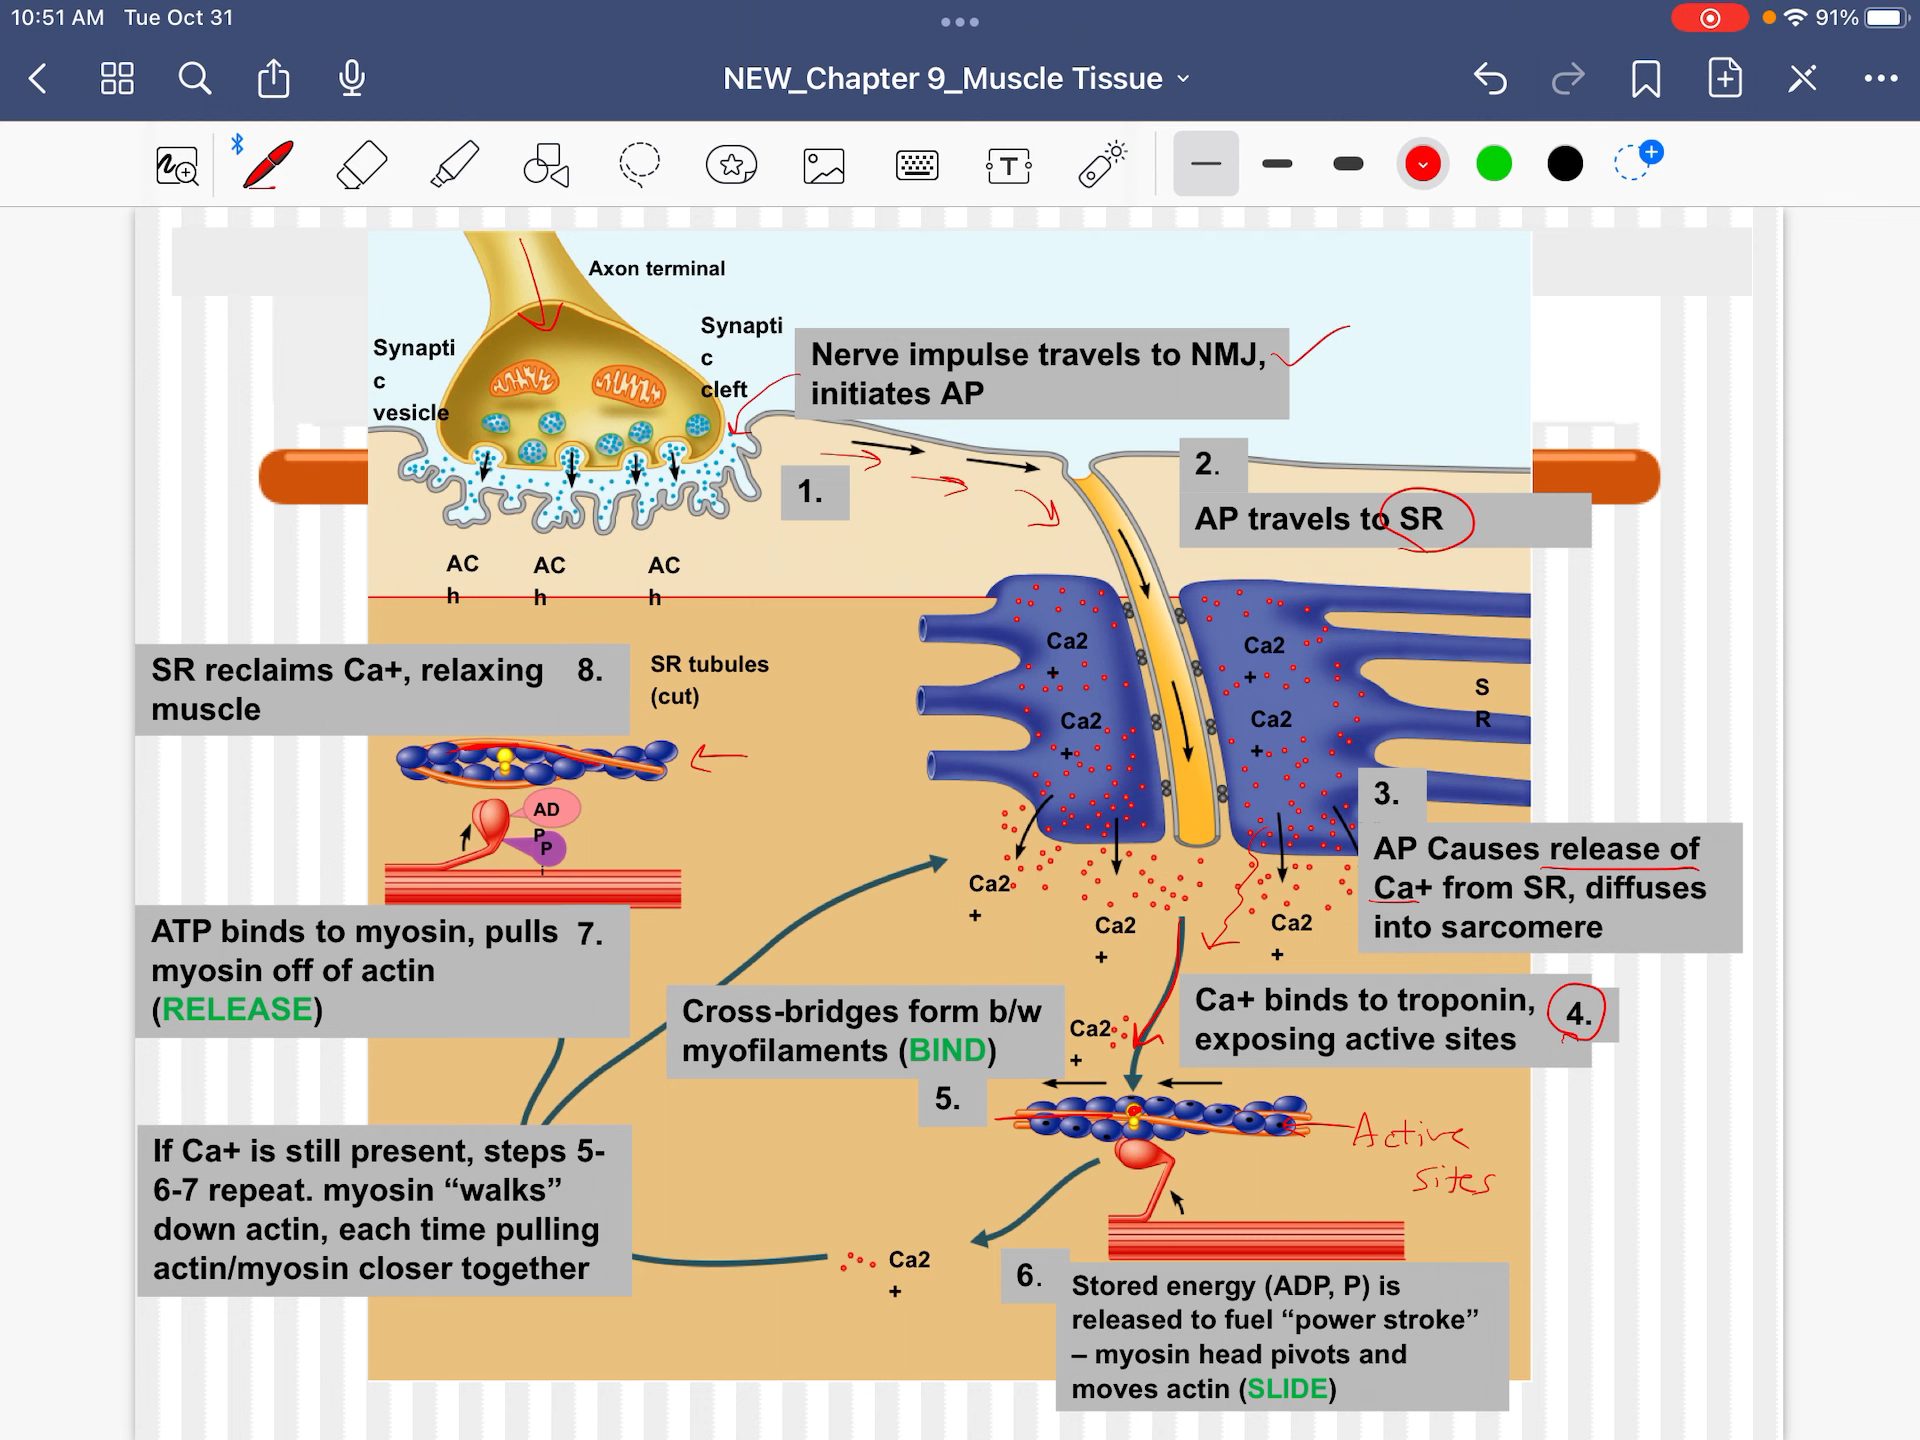 10:51 AM Tue Oct 31
91%
NEW_Chapter 9_Muscle Tissue
Axon terminal
Synapti
c
cleft
Synapti
c
vesicle
Nerve impulse travels to NMJ,
initiates AP
1.
2.
AP travels to SR
AC
h
AC
h
AC
h
SR reclaims Ca+, relaxing
muscle
8.
SR tubules
(cut)
Ca2
+
Ca2
+
Ca2
+
Ca2
+
S
R
AD
P
P
i
3.
AP Causes release of
Ca+ from SR, diffuses
into sarcomere
Ca2
+
Ca2
+
Ca2
+
ATP binds to myosin, pulls
myosin off of actin
(RELEASE)
7.
Cross-bridges form b/w
myofilaments (BIND)
5.
Ca2
+
Ca+ binds to troponin,
exposing active sites
4.
Active
Sites
If Ca+ is still present, steps 5-
6-7 repeat. myosin “walks”
down actin, each time pulling
actin/myosin closer together
Ca2
+
6.
Stored energy (ADP, P) is
released to fuel “power stroke”
– myosin head pivots and
moves actin (SLIDE)